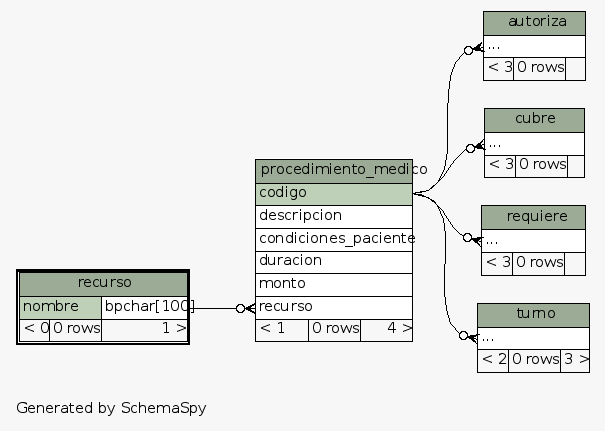 autoriza
...
< 3 0 rows
cubre
...
< 3 0 rows
procedimiento_medico
codigo
descripcion
condiciones_paciente
duracion
monto
recurso
< 1 0 rows 4 >
requiere
...
< 3 0 rows
recurso
nombre bpchar[100]
< 0 0 rows 1 >
turno
...
< 2 0 rows 3 >
Generated by SchemaSpy